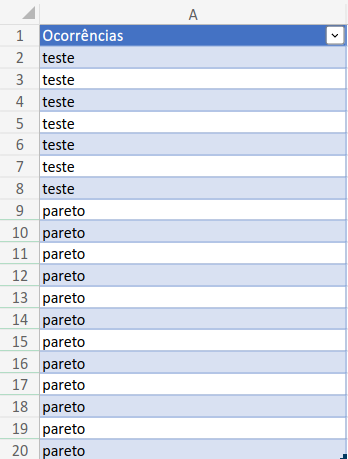 A
1 Ocorrências
2 teste
3 teste
4 teste
5 teste
6 teste
7 teste
8 teste
9 pareto
10 pareto
11 pareto
12 pareto
13 pareto
14 pareto
15 pareto
16 pareto
17 pareto
18 pareto
19 pareto
20 pareto